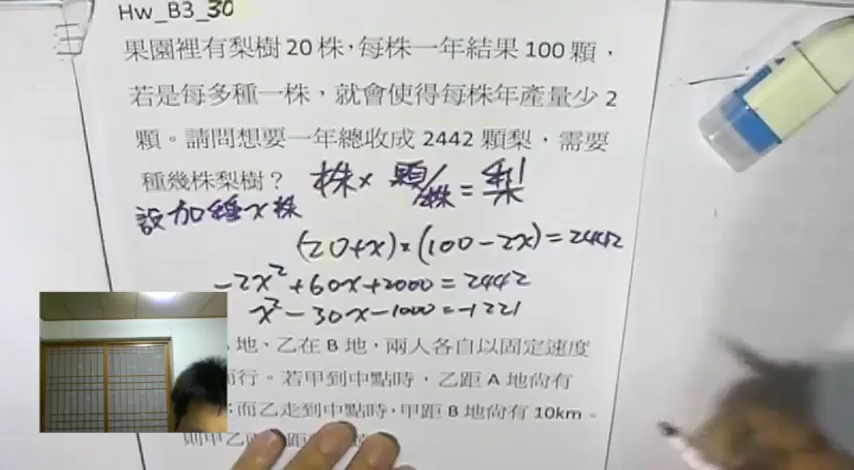 Hw_B3_30
果園裡有梨樹 20 株，每株一年結果 100 顆，
若是每多種一株，就會使得每株年產量少 2
顆。請問想要一年總收成 2442 顆梨，需要
種幾株梨樹？ 株×顆/株=梨
設加種x株
(20+x)×(100-2x)=2442
-2x²+60x+2000=2442
x²-30x-1000=-1221
地、乙在 B 地，兩人各自以固定速度
而行。若甲到中點時，乙距 A 地尚有
；而乙走到中點時，甲距 B 地尚有 10km。
則甲乙兩